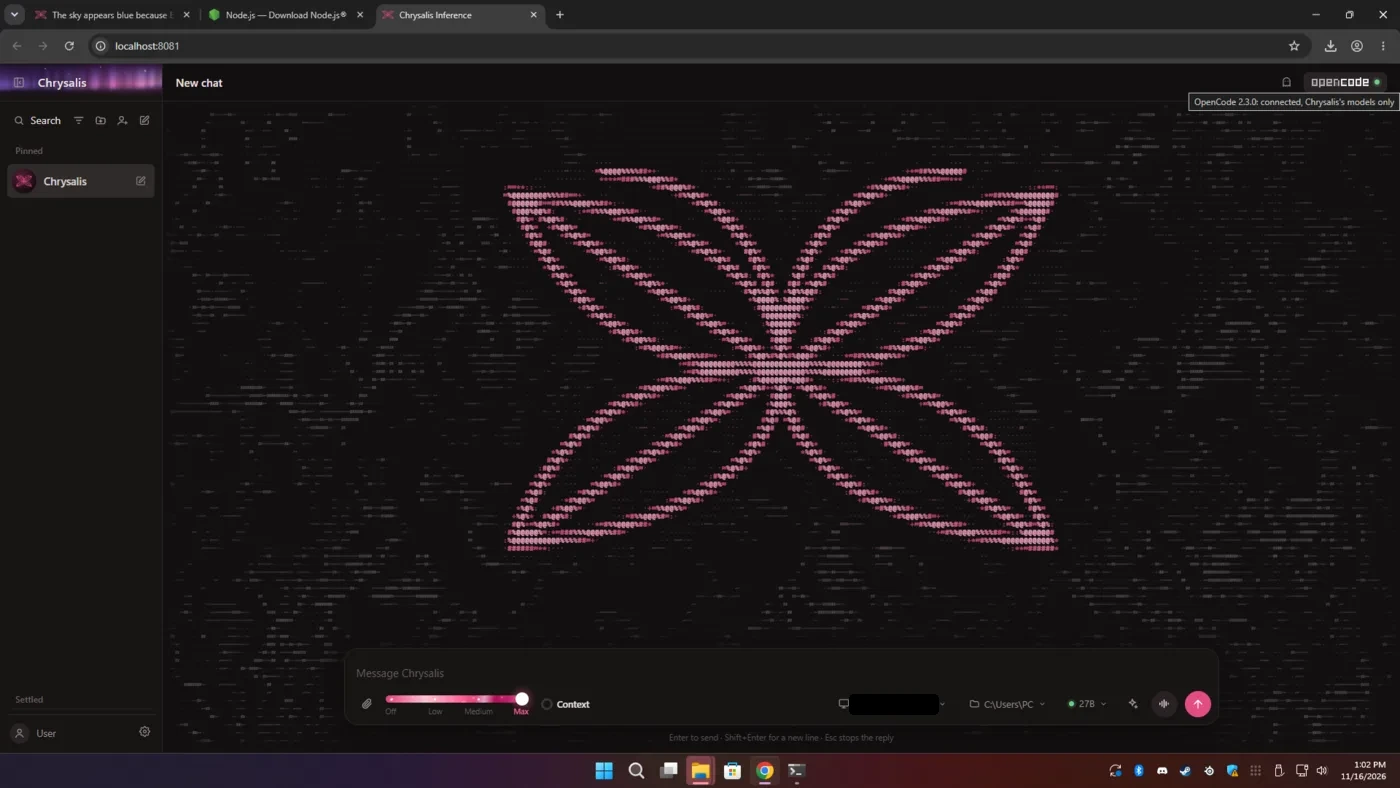 The sky appears blue because
Node.js — Download Node.js®
Chrysalis Inference
localhost:8081
Chrysalis
New chat
opencode
OpenCode 2.3.0: connected, Chrysalis's models only
Search
Pinned
Chrysalis
Message Chrysalis
Off
Low
Medium
Max
Context
C:\Users\PC
27B
Enter to send · Shift+Enter for a new line · Esc stops the reply
Settled
User
1:02 PM
11/16/2026